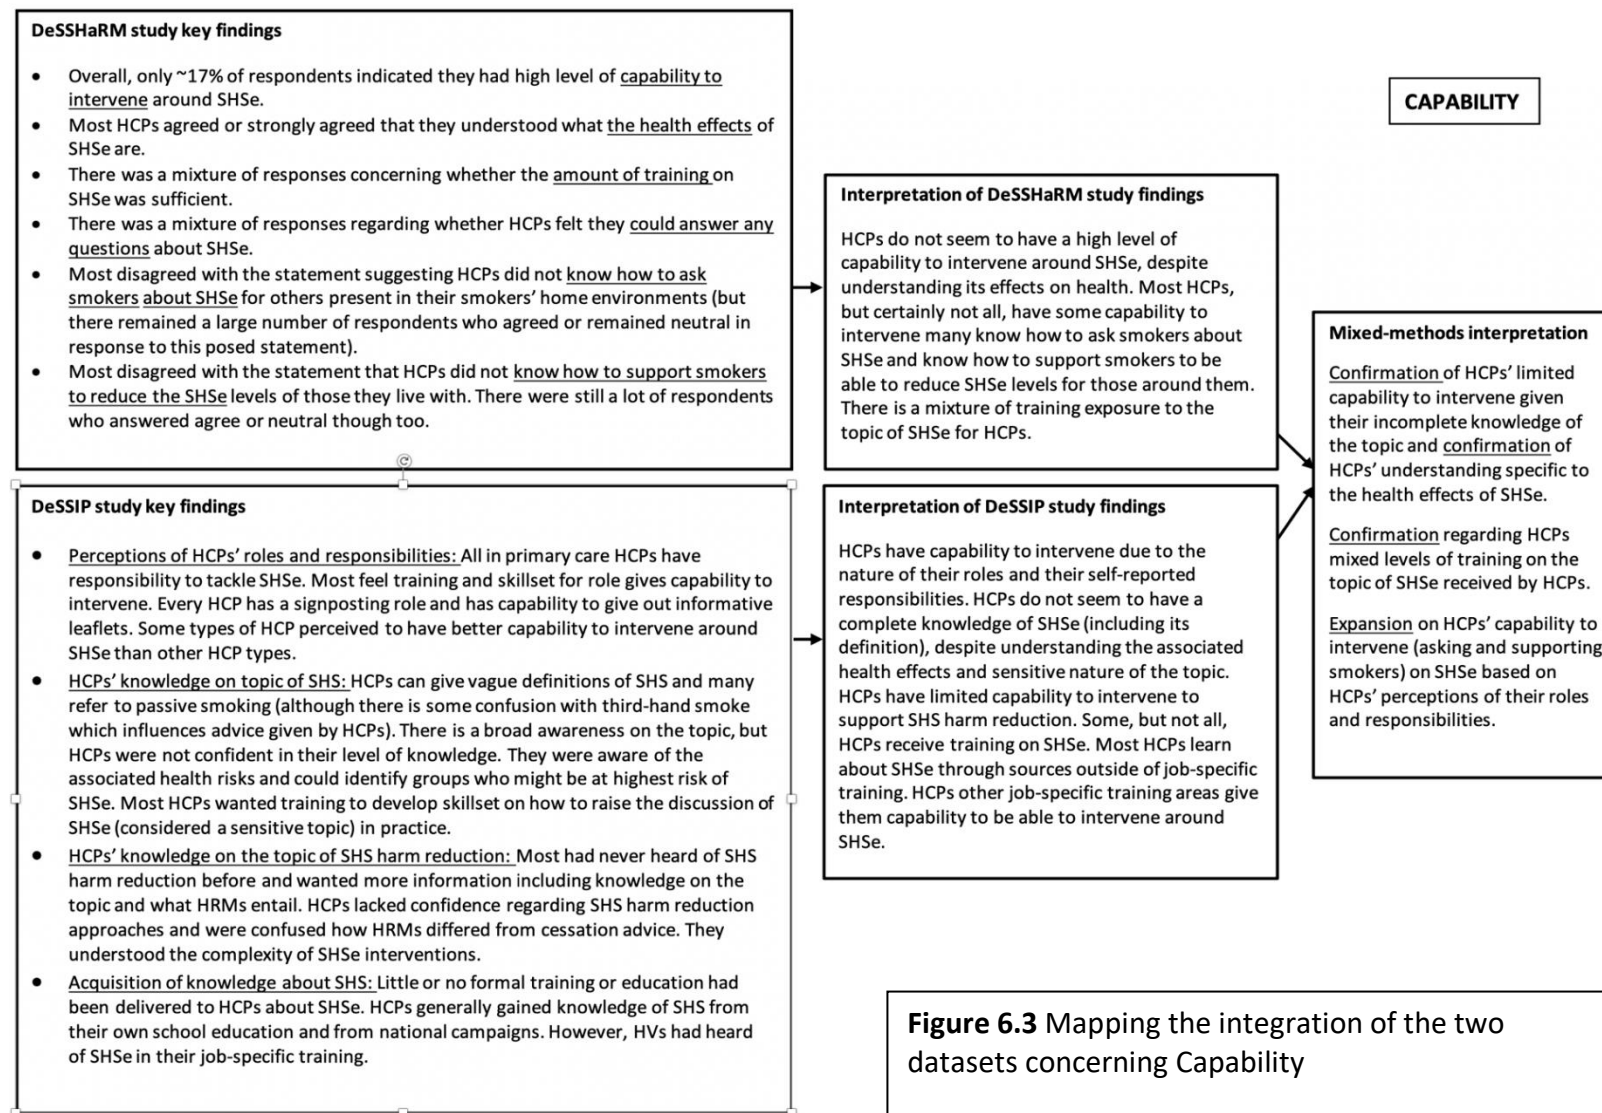 DeSSHaRM study key findings
• Overall, only ~17% of respondents indicated they had high level of capability to
intervene around SHSe.
• Most HCPs agreed or strongly agreed that they understood what the health effects of
SHSe are.
• There was a mixture of responses concerning whether the amount of training on
SHSe was sufficient.
• There was a mixture of responses regarding whether HCPs felt they could answer any
questions about SHSe.
• Most disagreed with the statement suggesting HCPs did not know how to ask
smokers about SHSe for others present in their smokers' home environments (but
there remained a large number of respondents who agreed or remained neutral in
response to this posed statement).
• Most disagreed with the statement that HCPs did not know how to support smokers
to reduce the SHSe levels of those they live with. There were still a lot of respondents
who answered agree or neutral though too.
DeSSIP study key findings
• Perceptions of HCPs' roles and responsibilities: All in primary care HCPs have
responsibility to tackle SHSe. Most feel training and skillset for role gives capability to
intervene. Every HCP has a signposting role and has capability to give out informative
leaflets. Some types of HCP perceived to have better capability to intervene around
SHSe than other HCP types.
• HCPs' knowledge on topic of SHS: HCPs can give vague definitions of SHS and many
refer to passive smoking (although there is some confusion with third-hand smoke
which influences advice given by HCPs). There is a broad awareness on the topic, but
HCPs were not confident in their level of knowledge. They were aware of the
associated health risks and could identify groups who might be at highest risk of
SHSe. Most HCPs wanted training to develop skillset on how to raise the discussion of
SHSe (considered a sensitive topic) in practice.
• HCPs' knowledge on the topic of SHS harm reduction: Most had never heard of SHS
harm reduction before and wanted more information including knowledge on the
topic and what HRMs entail. HCPs lacked confidence regarding SHS harm reduction
approaches and were confused how HRMs differed from cessation advice. They
understood the complexity of SHSe interventions.
• Acquisition of knowledge about SHS: Little or no formal training or education had
been delivered to HCPs about SHSe. HCPs generally gained knowledge of SHS from
their own school education and from national campaigns. However, HVs had heard
of SHSe in their job-specific training.
CAPABILITY
Interpretation of DeSSHaRM study findings
HCPs do not seem to have a high level of
capability to intervene around SHSe, despite
understanding its effects on health. Most HCPs,
but certainly not all, have some capability to
intervene many know how to ask smokers about
SHSe and know how to support smokers to be
able to reduce SHSe levels for those around them.
There is a mixture of training exposure to the
topic of SHSe for HCPs.
Interpretation of DeSSIP study findings
HCPs have capability to intervene due to the
nature of their roles and their self-reported
responsibilities. HCPs do not seem to have a
complete knowledge of SHSe (including its
definition), despite understanding the associated
health effects and sensitive nature of the topic.
HCPs have limited capability to intervene to
support SHS harm reduction. Some, but not all,
HCPs receive training on SHSe. Most HCPs learn
about SHSe through sources outside of job-specific
training. HCPs other job-specific training areas give
them capability to be able to intervene around
SHSe.
Mixed-methods interpretation
Confirmation of HCPs' limited
capability to intervene given
their incomplete knowledge of
the topic and confirmation of
HCPs' understanding specific to
the health effects of SHSe.
Confirmation regarding HCPs
mixed levels of training on the
topic of SHSe received by HCPs.
Expansion on HCPs' capability to
intervene (asking and supporting
smokers) on SHSe based on
HCPs' perceptions of their roles
and responsibilities.
Figure 6.3 Mapping the integration of the two
datasets concerning Capability